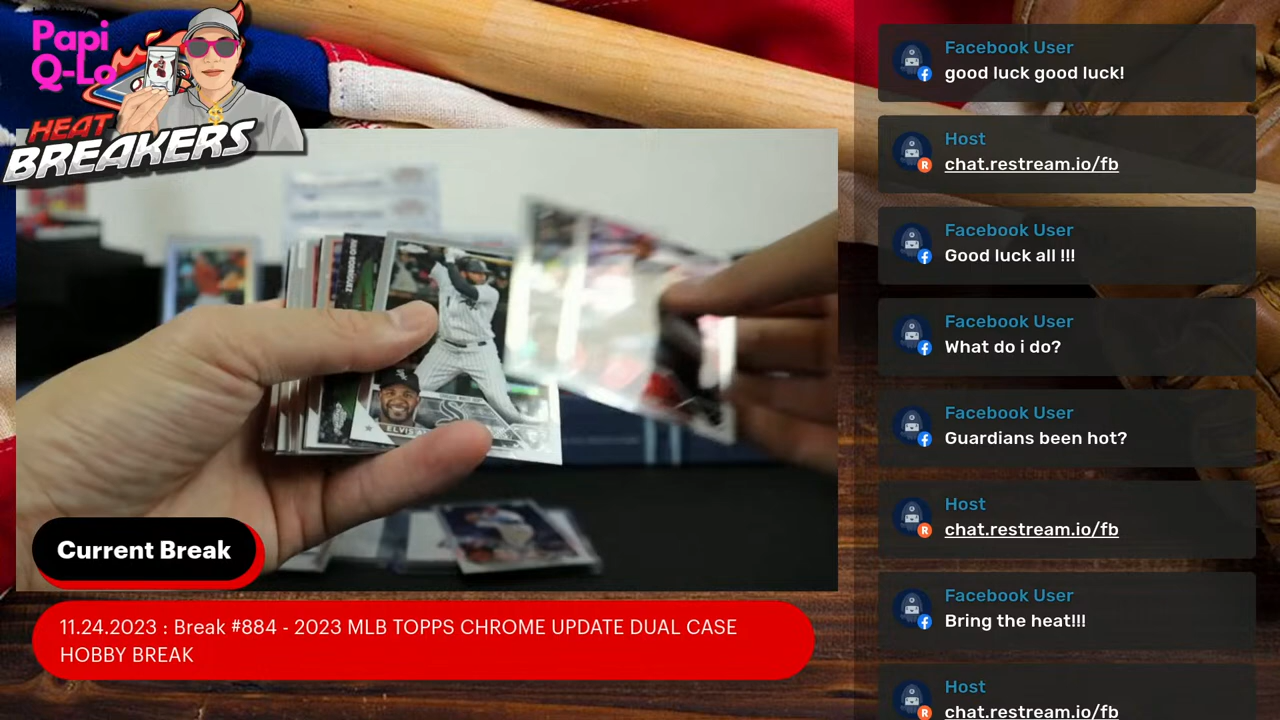 Papi
Q-Lo
HEAT
BREAKERS
ELVIS
Current Break
11.24.2023 : Break #884 - 2023 MLB TOPPS CHROME UPDATE DUAL CASE
HOBBY BREAK
Facebook User
good luck good luck!
Host
chat.restream.io/fb
Facebook User
Good luck all !!!
Facebook User
What do i do?
Facebook User
Guardians been hot?
Host
chat.restream.io/fb
Facebook User
Bring the heat!!!
Host
chat.restream.io/fb